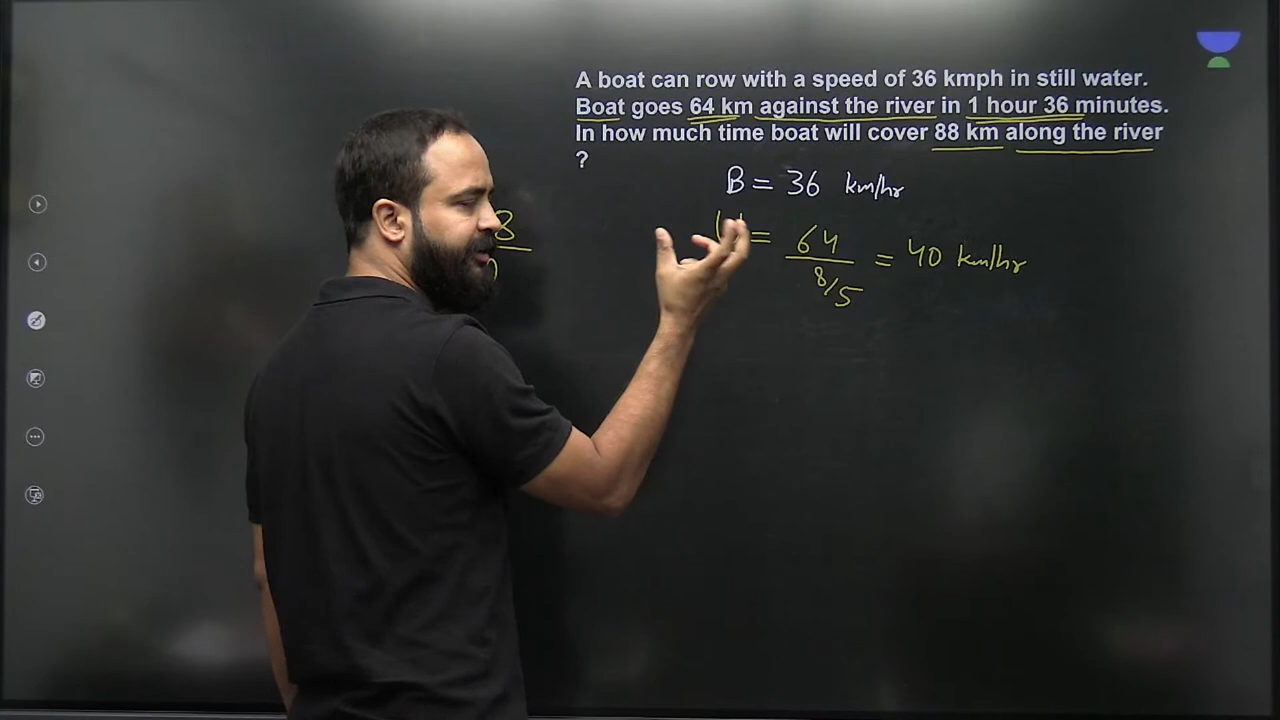 A boat can row with a speed of 36 kmph in still water.
Boat goes 64 km against the river in 1 hour 36 minutes.
In how much time boat will cover 88 km along the river
?
B = 36 km/hr
= 64 / 8/5 = 40 km/hr
8